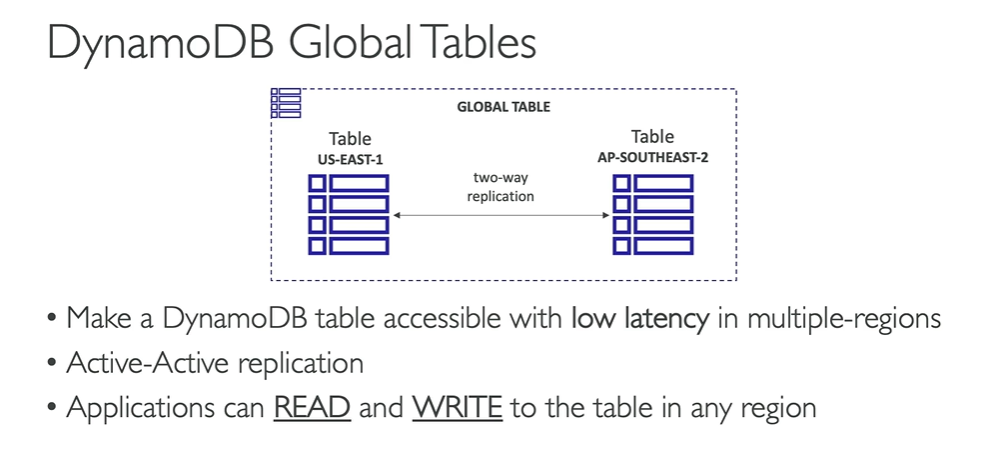 DynamoDB Global Tables
GLOBAL TABLE
Table
US-EAST-1
two-way
replication
Table
AP-SOUTHEAST-2
• Make a DynamoDB table accessible with low latency in multiple-regions
• Active-Active replication
• Applications can READ and WRITE to the table in any region